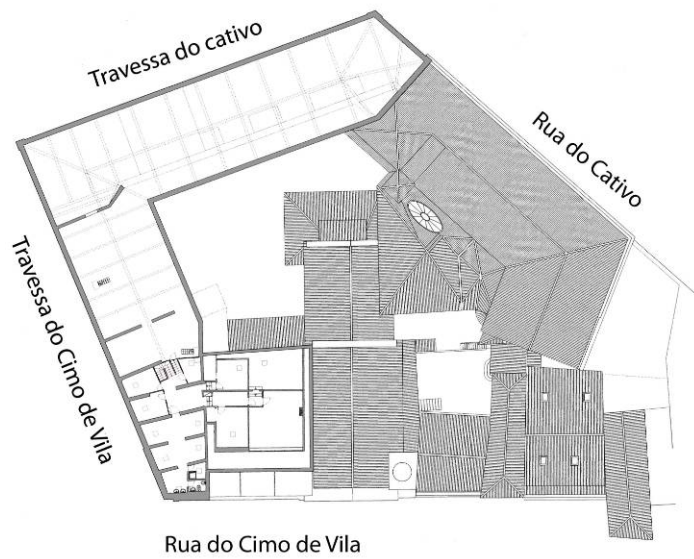 Travessa do cativo
Rua do Cativo
Travessa do Cimo de Vila
Rua do Cimo de Vila